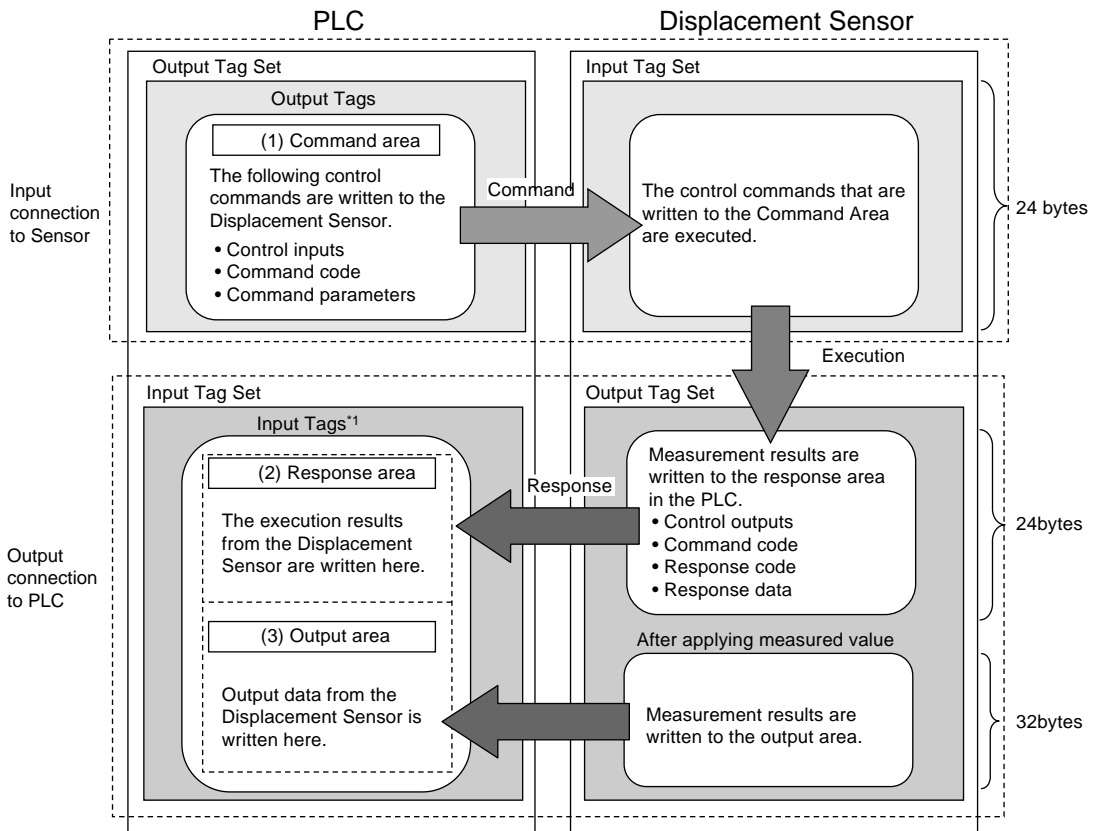 PLC
Displacement Sensor
Output Tag Set
Input Tag Set
Output Tags
(1) Command area
The following control
commands are written to the
Displacement Sensor.
• Control inputs
• Command code
• Command parameters
Command
The control commands that are
written to the Command Area
are executed.
Input
connection
to Sensor
24 bytes
Execution
Input Tag Set
Output Tag Set
Input Tags*1
(2) Response area
The execution results
from the Displacement
Sensor are written here.
Response
Measurement results are
written to the response area
in the PLC.
• Control outputs
• Command code
• Response code
• Response data
24bytes
Output
connection
to PLC
(3) Output area
Output data from the
Displacement Sensor is
written here.
After applying measured value
Measurement results are
written to the output area.
32bytes